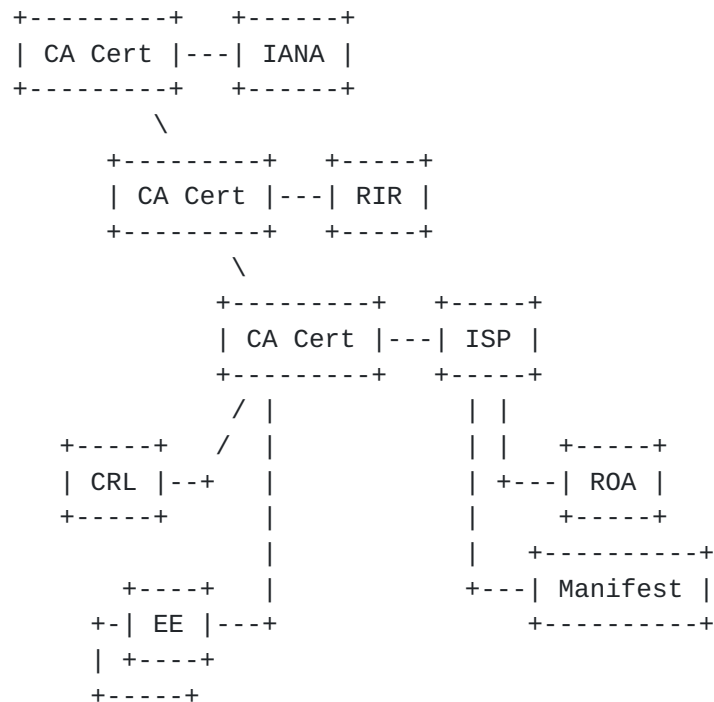 CA Cert IANA
CA Cert RIR
CA Cert ISP
CRL ROA
Manifest
EE